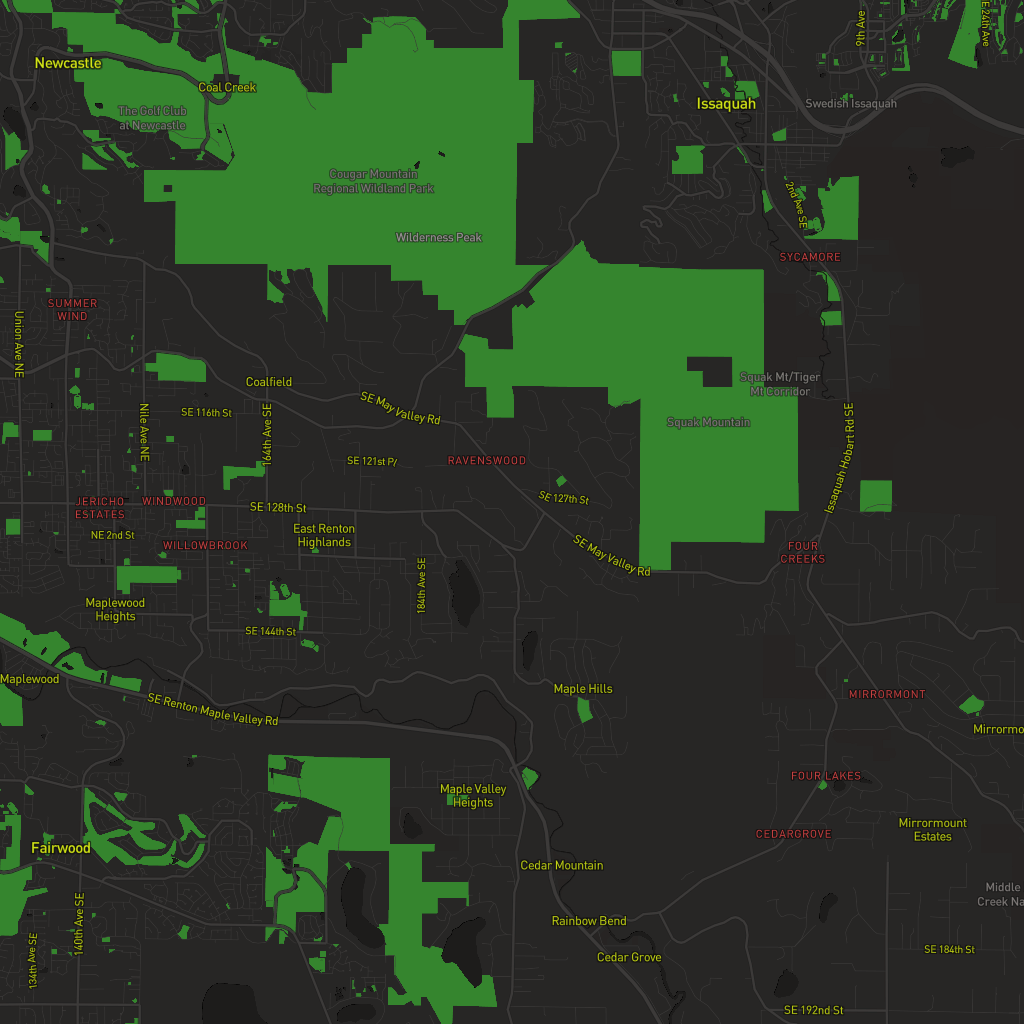 9th Ave
SE 24th Ave
Newcastle
Coal Creek
Issaquah
Swedish Issaquah
The Golf Club
at Newcastle
Cougar Mountain
Regional Wildland Park
2nd Ave SE
Wilderness Peak
SYCAMORE
SUMMER
WIND
Union Ave NE
Coalfield
Squak Mt/Tiger
Mt Corridor
SE May Valley Rd
SE 116th St
Nile Ave NE
164th Ave SE
Squak Mountain
Issaquah Hobart Rd SE
SE 121st P/
RAVENSWOOD
SE 127th St
JERICHO
ESTATES
WINDWOOD
SE 128th St
NE 2nd St
East Renton
Highlands
WILLOWBROOK
SE May Valley Rd
FOUR
CREEKS
184th Ave SE
Maplewood
Heights
SE 144th St
Maplewood
Maple Hills
MIRRORMONT
SE Renton Maple Valley Rd
Mirrormo
FOUR LAKES
Maple Valley
Heights
Mirrormount
Estates
CEDARGROVE
Fairwood
Cedar Mountain
Middle
Creek Na
140th Ave SE
Rainbow Bend
134th Ave SE
Cedar Grove
SE 184th St
SE 192nd St